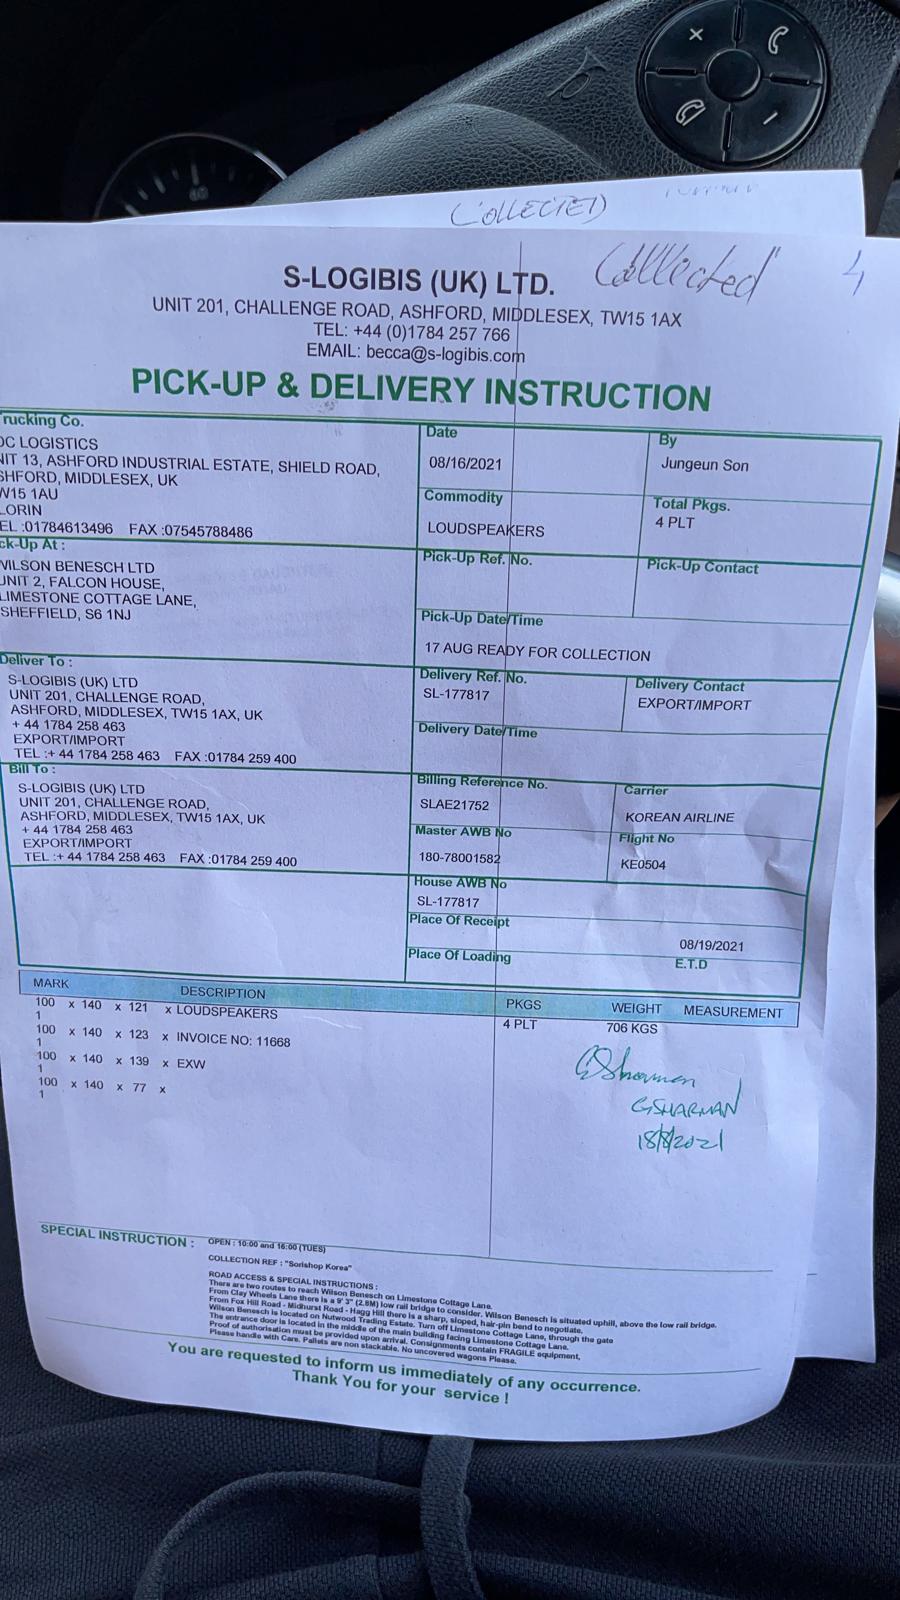 (COLLECTED)
Collected 4
S-LOGIBIS (UK) LTD.
UNIT 201, CHALLENGE ROAD, ASHFORD, MIDDLESEX, TW15 1AX
TEL: +44 (0)1784 257 766
EMAIL: becca@s-logibis.com
PICK-UP & DELIVERY INSTRUCTION
rucking Co.
OC LOGISTICS
NIT 13, ASHFORD INDUSTRIAL ESTATE, SHIELD ROAD,
SHFORD, MIDDLESEX, UK
W15 1AU
LORIN
EL :01784613496 FAX :07545788486
Date
08/16/2021
By
Jungeun Son
Commodity
LOUDSPEAKERS
Total Pkgs.
4 PLT
ck-Up At :
WILSON BENESCH LTD
UNIT 2, FALCON HOUSE,
LIMESTONE COTTAGE LANE,
SHEFFIELD, S6 1NJ
Pick-Up Ref. No.
Pick-Up Contact
Pick-Up Date/Time
17 AUG READY FOR COLLECTION
Deliver To :
S-LOGIBIS (UK) LTD
UNIT 201, CHALLENGE ROAD,
ASHFORD, MIDDLESEX, TW15 1AX, UK
+ 44 1784 258 463
EXPORT/IMPORT
TEL :+ 44 1784 258 463 FAX :01784 259 400
Delivery Ref. No.
SL-177817
Delivery Contact
EXPORT/IMPORT
Delivery Date/Time
Bill To :
S-LOGIBIS (UK) LTD
UNIT 201, CHALLENGE ROAD,
ASHFORD, MIDDLESEX, TW15 1AX, UK
+ 44 1784 258 463
EXPORT/IMPORT
TEL :+ 44 1784 258 463 FAX :01784 259 400
Billing Reference No.
SLAE21752
Carrier
KOREAN AIRLINE
Master AWB No
180-78001582
Flight No
KE0504
House AWB No
SL-177817
Place Of Receipt
08/19/2021
Place Of Loading
E.T.D
MARK DESCRIPTION PKGS WEIGHT MEASUREMENT
100 x 140 x 121 x LOUDSPEAKERS 4 PLT 706 KGS
1
100 x 140 x 123 x INVOICE NO: 11668
1
100 x 140 x 139 x EXW
1
100 x 140 x 77 x
1
GSharman
G SHARMAN
18/8/2021
SPECIAL INSTRUCTION : OPEN : 10:00 and 16:00 (TUES)
COLLECTION REF : "Sorishop Korea"
ROAD ACCESS & SPECIAL INSTRUCTIONS :
There are two routes to reach Wilson Benesch on Limestone Cottage Lane.
From Clay Wheels Lane there is a 9' 3" (2.8M) low rail bridge to consider, Wilson Benesch is situated uphill, above the low rail bridge.
From Fox Hill Road - Midhurst Road - Hagg Hill there is a sharp, sloped, hair-pin bend to negotiate.
Wilson Benesch is located on Nutwood Trading Estate. Turn off Limestone Cottage Lane, through the gate
The entrance door is located in the middle of the main building facing Limestone Cottage Lane.
Proof of authorisation must be provided upon arrival. Consignments contain FRAGILE equipment,
Please handle with Care. Pallets are non stackable. No uncovered wagons Please.
You are requested to inform us immediately of any occurrence.
Thank You for your service !